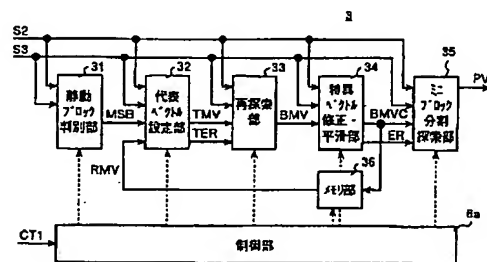 3
S2
S3
31
32
33
34
35
静動
ブロック
判別部
MSB
代表
ベクトル
設定部
TMV
TER
再探索
部
BMV
特異
ベクトル
修正・
平滑部
BMVC
ER
ミニ
ブロック
分割
探索部
PV
RMV
36
メモリ部
6a
CT1
制御部